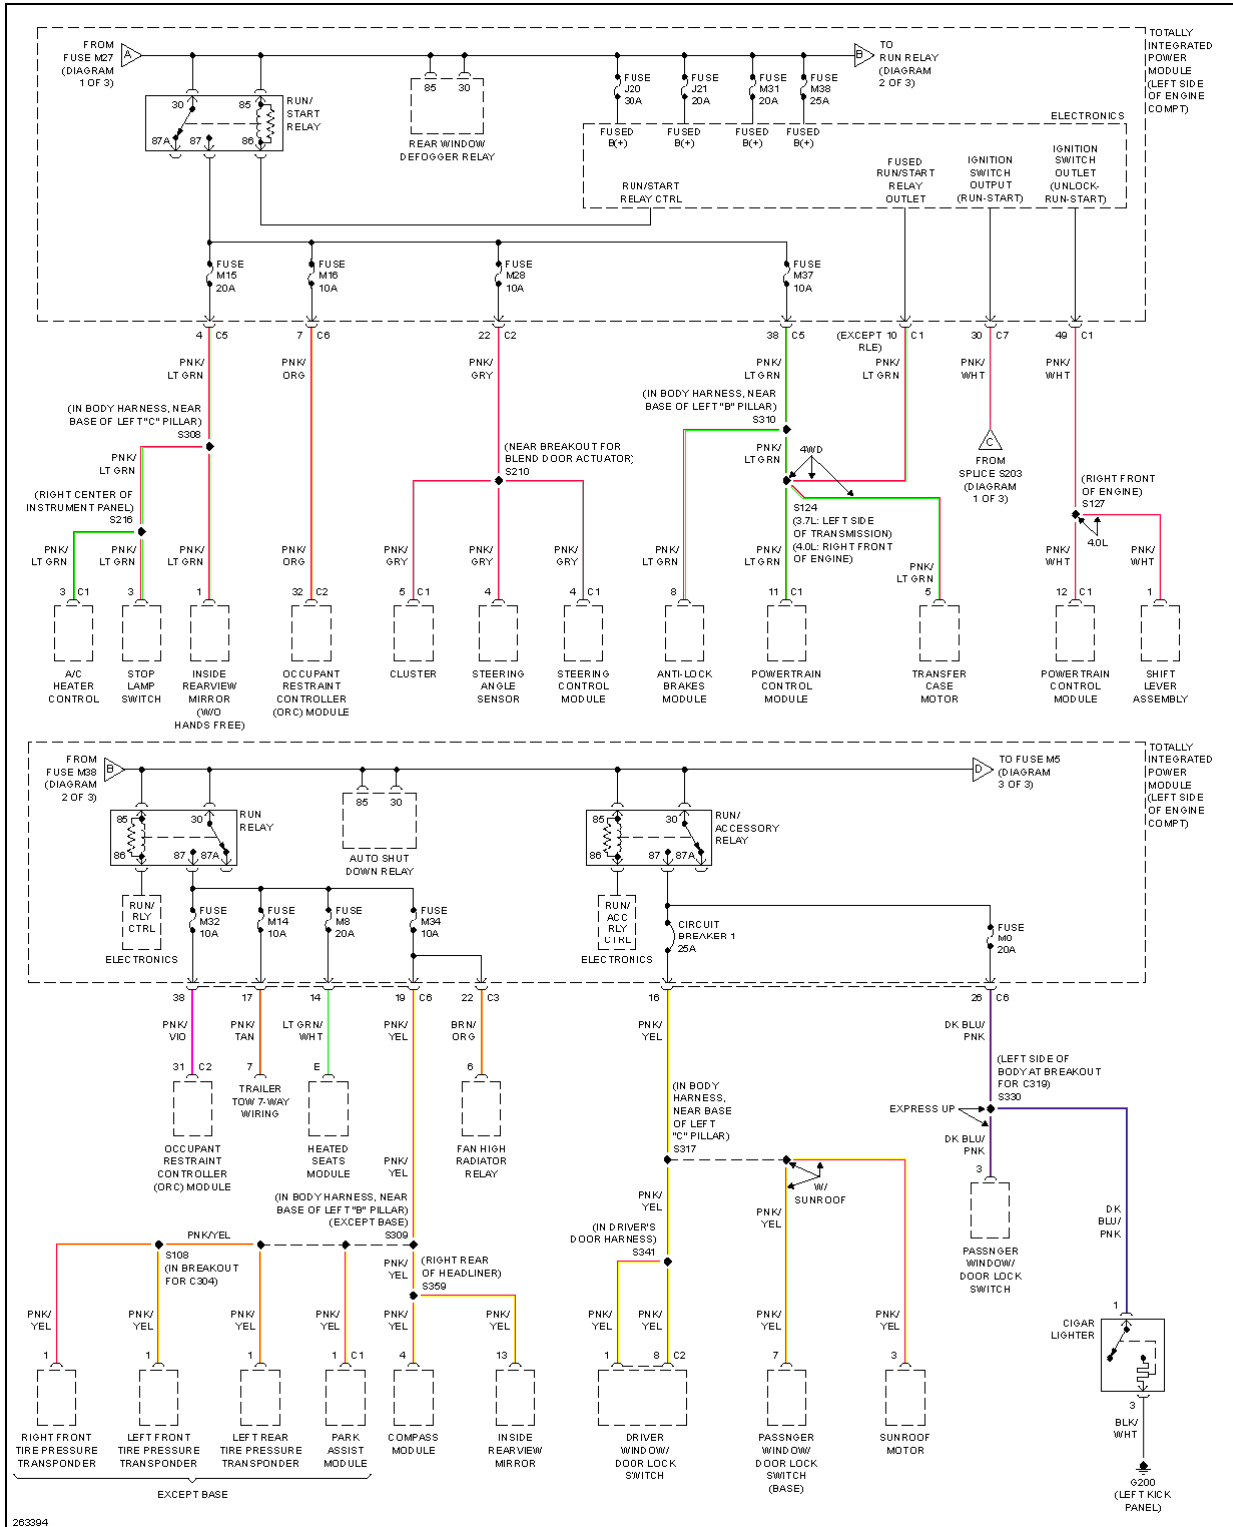 FROM
FUSE M27
(DIAGRAM
1 OF 3)
A
B
TO
RUN RELAY
(DIAGRAM
2 OF 3)
TOTALLY
INTEGRATED
POWER
MODULE
(LEFT SIDE
OF ENGINE
COMPT)
30
85
RUN/
START
RELAY
87A
87
86
85
30
REAR WINDOW
DEFOGGER RELAY
FUSE
J20
30A
FUSE
J21
20A
FUSE
M31
20A
FUSE
M38
25A
ELECTRONICS
FUSED
B(+)
FUSED
B(+)
FUSED
B(+)
FUSED
B(+)
RUN/START
RELAY CTRL
FUSED
RUN/START
RELAY
OUTLET
IGNITION
SWITCH
OUTPUT
(RUN-START)
IGNITION
SWITCH
OUTLET
(UNLOCK-
RUN-START)
FUSE
M15
20A
FUSE
M16
10A
FUSE
M28
10A
FUSE
M37
10A
4 C5
7 C6
22 C2
38 C5
(EXCEPT
RLE)
10 C1
30 C7
49 C1
PNK/
LT GRN
PNK/
ORG
PNK/
GRY
PNK/
LT GRN
PNK/
LT GRN
PNK/
WHT
PNK/
WHT
(IN BODY HARNESS, NEAR
BASE OF LEFT "C" PILLAR)
S308
(IN BODY HARNESS, NEAR
BASE OF LEFT "B" PILLAR)
S310
PNK/
LT GRN
(NEAR BREAKOUT FOR
BLEND DOOR ACTUATOR)
S210
PNK/
LT GRN
4WD
C
FROM
SPLICE S203
(DIAGRAM
1 OF 3)
(RIGHT FRONT
OF ENGINE)
S127
(RIGHT CENTER OF
INSTRUMENT PANEL)
S216
S124
(3.7L: LEFT SIDE
OF TRANSMISSION)
(4.0L: RIGHT FRONT
OF ENGINE)
4.0L
PNK/
LT GRN
PNK/
LT GRN
PNK/
LT GRN
PNK/
ORG
PNK/
GRY
PNK/
GRY
PNK/
GRY
PNK/
LT GRN
PNK/
LT GRN
PNK/
LT GRN
PNK/
WHT
PNK/
WHT
3 C1
3
1
32 C2
5 C1
4
4 C1
8
11 C1
5
12 C1
1
A/C
HEATER
CONTROL
STOP
LAMP
SWITCH
INSIDE
REARVIEW
MIRROR
(W/O
HANDS FREE)
OCCUPANT
RESTRAINT
CONTROLLER
(ORC) MODULE
CLUSTER
STEERING
ANGLE
SENSOR
STEERING
CONTROL
MODULE
ANTI-LOCK
BRAKES
MODULE
POWERTRAIN
CONTROL
MODULE
TRANSFER
CASE
MOTOR
POWERTRAIN
CONTROL
MODULE
SHIFT
LEVER
ASSEMBLY
FROM
FUSE M38
(DIAGRAM
2 OF 3)
B
D
TO FUSE M5
(DIAGRAM
3 OF 3)
TOTALLY
INTEGRATED
POWER
MODULE
(LEFT SIDE
OF ENGINE
COMPT)
85
30
RUN
RELAY
86
87
87A
85
30
AUTO SHUT
DOWN RELAY
85
30
RUN/
ACCESSORY
RELAY
86
87
87A
RUN/
RLY
CTRL
ELECTRONICS
FUSE
M32
10A
FUSE
M14
10A
FUSE
M8
20A
FUSE
M34
10A
RUN/
ACC
RLY
CTRL
ELECTRONICS
CIRCUIT
BREAKER 1
25A
FUSE
M0
20A
38
17
14
19 C6
22 C3
16
26 C6
PNK/
VIO
PNK/
TAN
LT GRN/
WHT
PNK/
YEL
BRN/
ORG
PNK/
YEL
DK BLU/
PNK
31 C2
7
E
6
TRAILER
TOW 7-WAY
WIRING
OCCUPANT
RESTRAINT
CONTROLLER
(ORC) MODULE
HEATED
SEATS
MODULE
FAN HIGH
RADIATOR
RELAY
(IN BODY
HARNESS,
NEAR BASE
OF LEFT
"C" PILLAR)
S317
(LEFT SIDE OF
BODY AT BREAKOUT
FOR C319)
S330
EXPRESS UP
DK BLU/
PNK
3
PNK/
YEL
(IN BODY HARNESS, NEAR
BASE OF LEFT "B" PILLAR)
(EXCEPT BASE)
S309
PNK/
YEL
W/
SUNROOF
PNK/
YEL
DK
BLU/
PNK
PASSNGER
WINDOW/
DOOR LOCK
SWITCH
PNK/YEL
S108
(IN BREAKOUT
FOR C304)
PNK/
YEL
(RIGHT REAR
OF HEADLINER)
S359
(IN DRIVER'S
DOOR HARNESS)
S341
PNK/
YEL
PNK/
YEL
PNK/
YEL
PNK/
YEL
PNK/
YEL
PNK/
YEL
PNK/
YEL
PNK/
YEL
PNK/
YEL
PNK/
YEL
1
CIGAR
LIGHTER
1
1
1
1 C1
4
13
1
8 C2
7
3
3
BLK/
WHT
RIGHT FRONT
TIRE PRESSURE
TRANSPONDER
LEFT FRONT
TIRE PRESSURE
TRANSPONDER
LEFT REAR
TIRE PRESSURE
TRANSPONDER
PARK
ASSIST
MODULE
COMPASS
MODULE
INSIDE
REARVIEW
MIRROR
DRIVER
WINDOW/
DOOR LOCK
SWITCH
PASSNGER
WINDOW/
DOOR LOCK
SWITCH
(BASE)
SUNROOF
MOTOR
G200
(LEFT KICK
PANEL)
EXCEPT BASE
263394